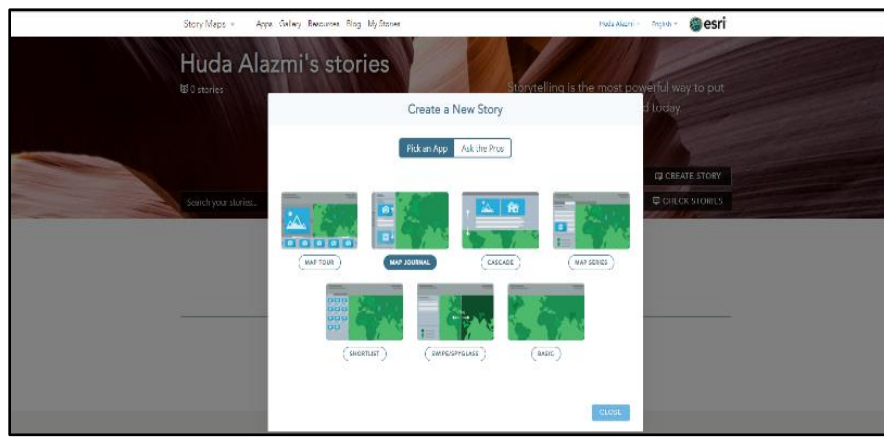 Story Maps Apps Gallery Resources Blog My Stories Huda Alazmi English esri
Huda Alazmi's stories
0 stories
Storytelling is the most powerful way to put
d today.
Create a New Story
Pick an App Ask the Pros
CREATE STORY
Search your stories... CHECK STORIES
MAP TOUR MAP JOURNAL CASCADE MAP SERIES
SHORTLIST SWIPE/SPYGLASS BASIC
CLOSE